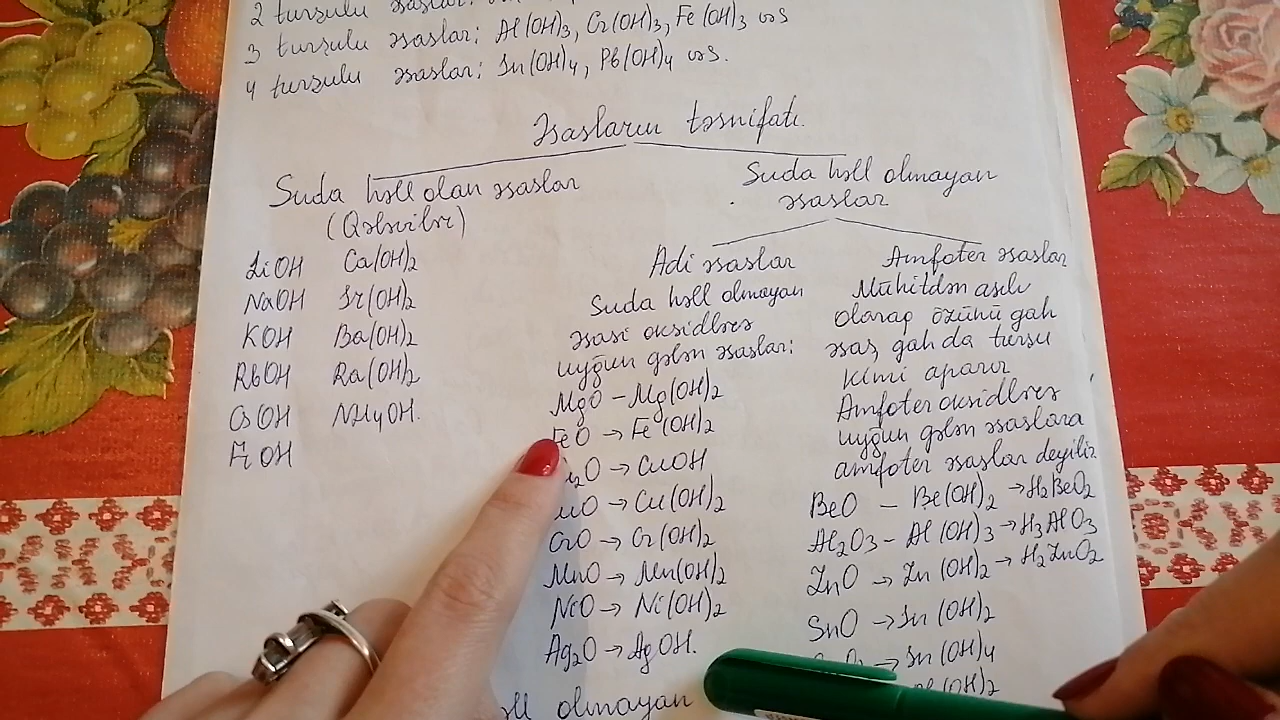 2 turşulu əsaslar:
3 turşulu əsaslar; Al(OH)3, Cr(OH)3, Fe(OH)3 və s
4 turşulu əsaslar; Sn(OH)4, Pb(OH)4 və s.
Əsasların təsnifatı.
Suda həll olan əsaslar
(Qələvilər)
LiOH Ca(OH)2
NaOH Sr(OH)2
KOH Ba(OH)2
RbOH Ra(OH)2
CsOH NH4OH.
FrOH
Suda həll olmayan
əsaslar
Adi əsaslar
Suda həll olmayan
əsasi oksidlərə
uyğun gələn əsaslar:
MgO – Mg(OH)2
FeO → Fe(OH)2
→ CuOH
→ Cu(OH)2
CrO → Cr(OH)2
MnO → Mn(OH)2
NiO → Ni(OH)2
Ag2O → AgOH.
olmayan
Amfoter əsaslar
Mühitdən asılı
olaraq özünü gah
əsas, gah da turşu
kimi aparır
Amfoter oksidlərə
uyğun gələn əsaslara
amfoter əsaslar deyilir
BeO – Be(OH)2 → H2BeO2
Al2O3 – Al(OH)3 → H3AlO3
ZnO → Zn(OH)2 → H2ZnO2
SnO → Sn(OH)2
→ Sn(OH)4
(OH)2